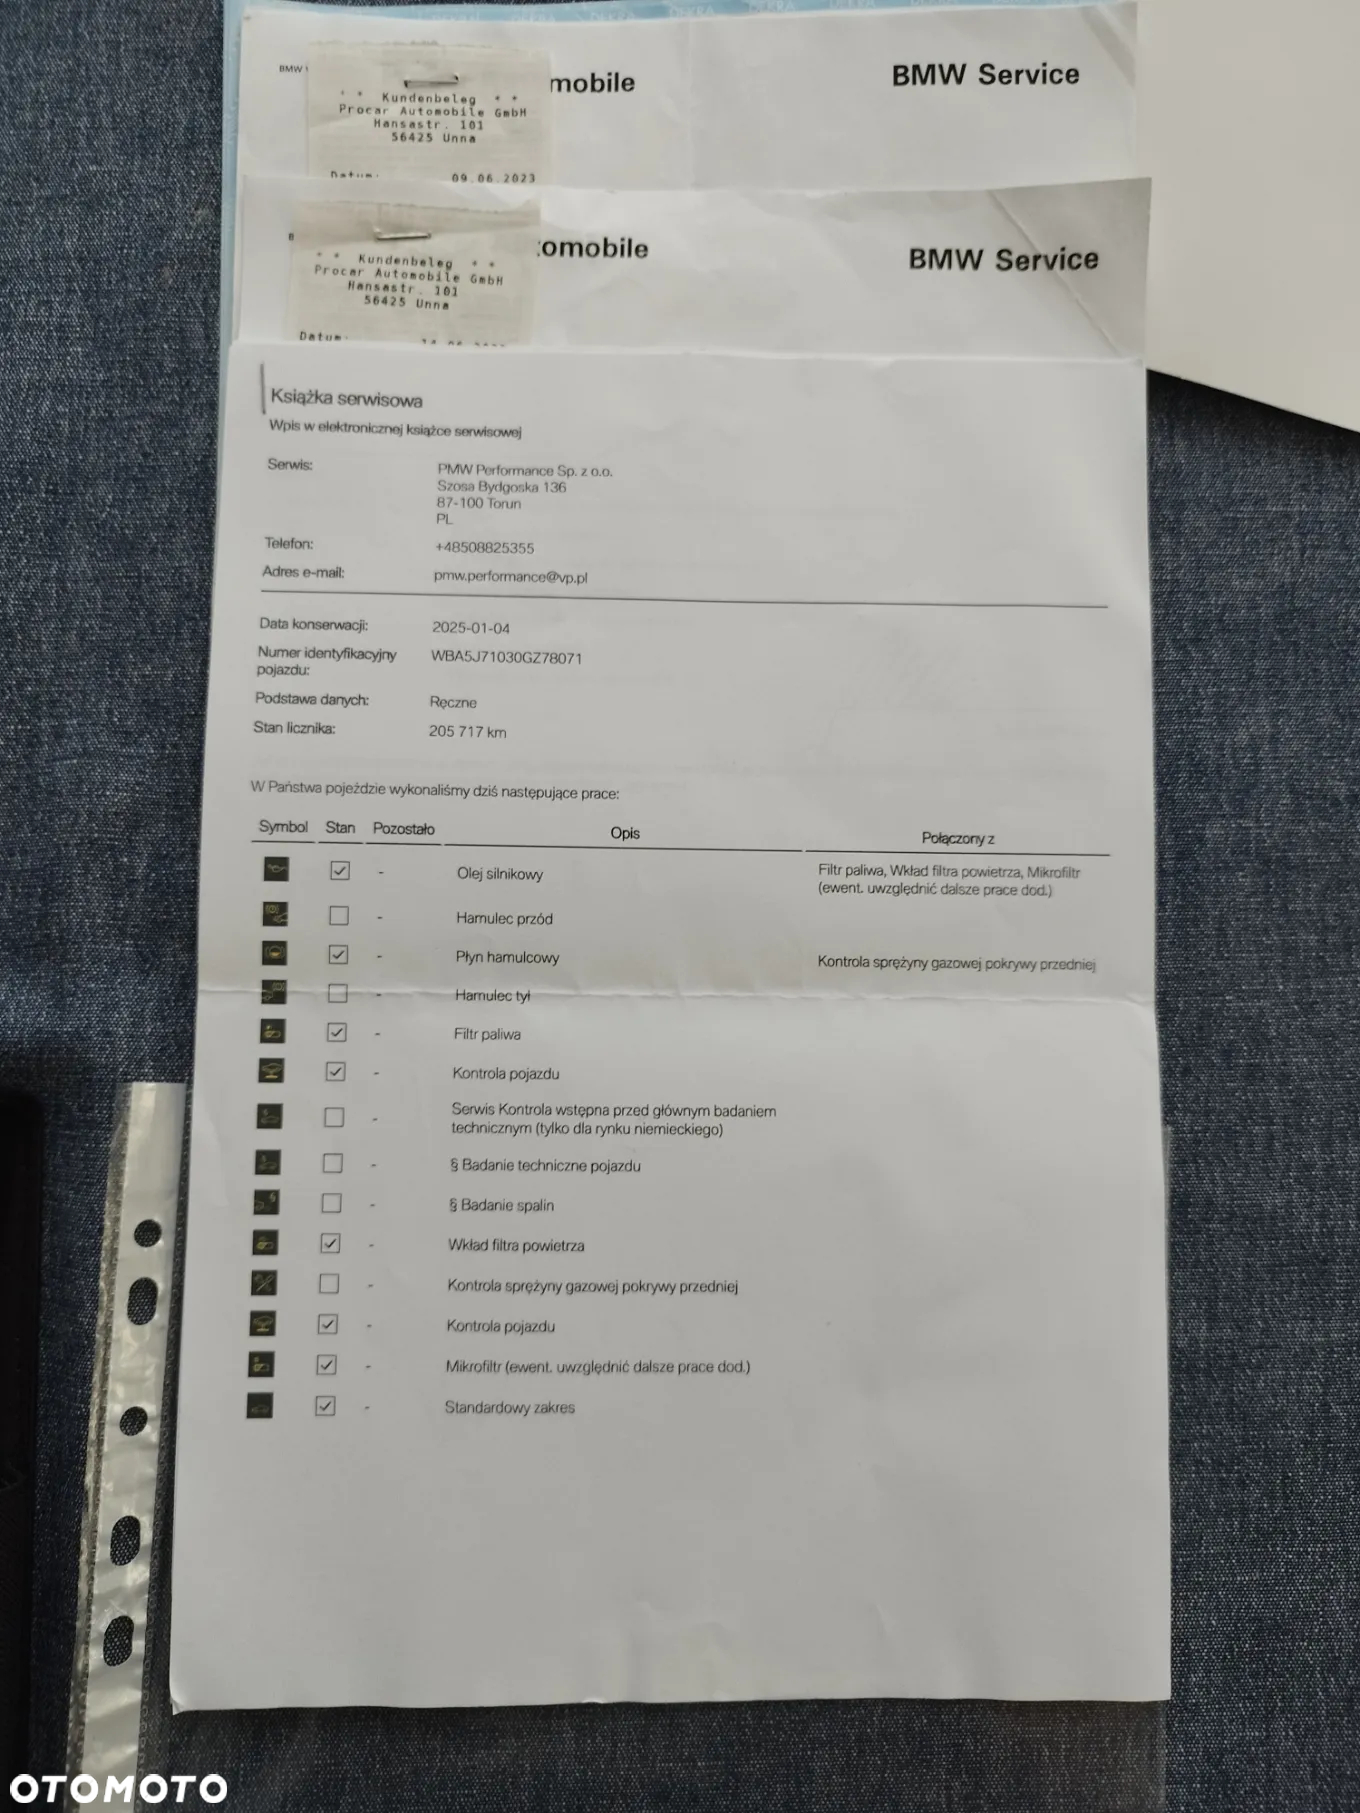 DEKRA DEKRA DEKRA DEKRA
BMW
mobile
BMW Service
* * Kundenbeleg * *
Procar Automobile GmbH
Hansastr. 101
56425 Unna
Datum: 09.06.2023
omobile
BMW Service
* * Kundenbeleg * *
Procar Automobile GmbH
Hansastr. 101
56425 Unna
Datum:
Książka serwisowa
Wpis w elektronicznej książce serwisowej
Serwis: PMW Performance Sp. z o.o.
Szosa Bydgoska 136
87-100 Torun
PL
Telefon: +48508825355
Adres e-mail: pmw.performance@vp.pl
Data konserwacji: 2025-01-04
Numer identyfikacyjny pojazdu: WBA5J71030GZ78071
Podstawa danych: Ręczne
Stan licznika: 205 717 km
W Państwa pojeździe wykonaliśmy dziś następujące prace:
Symbol Stan Pozostało Opis Połączony z
- Olej silnikowy Filtr paliwa, Wkład filtra powietrza, Mikrofiltr
(ewent. uwzględnić dalsze prace dod.)
- Hamulec przód
- Płyn hamulcowy Kontrola sprężyny gazowej pokrywy przedniej
- Hamulec tył
- Filtr paliwa
- Kontrola pojazdu
- Serwis Kontrola wstępna przed głównym badaniem
technicznym (tylko dla rynku niemieckiego)
- § Badanie techniczne pojazdu
- § Badanie spalin
- Wkład filtra powietrza
- Kontrola sprężyny gazowej pokrywy przedniej
- Kontrola pojazdu
- Mikrofiltr (ewent. uwzględnić dalsze prace dod.)
- Standardowy zakres
OTOMOTO